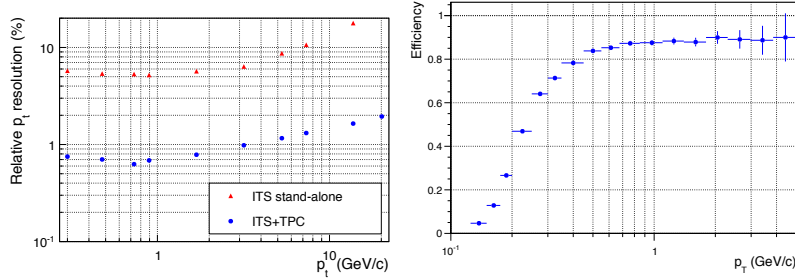 Relative p_t resolution (%)
10
1
10^-1
ITS stand-alone
ITS+TPC
1
10
p_t (GeV/c)
Efficiency
1
0.8
0.6
0.4
0.2
0
10^-1
1
p_T (GeV/c)